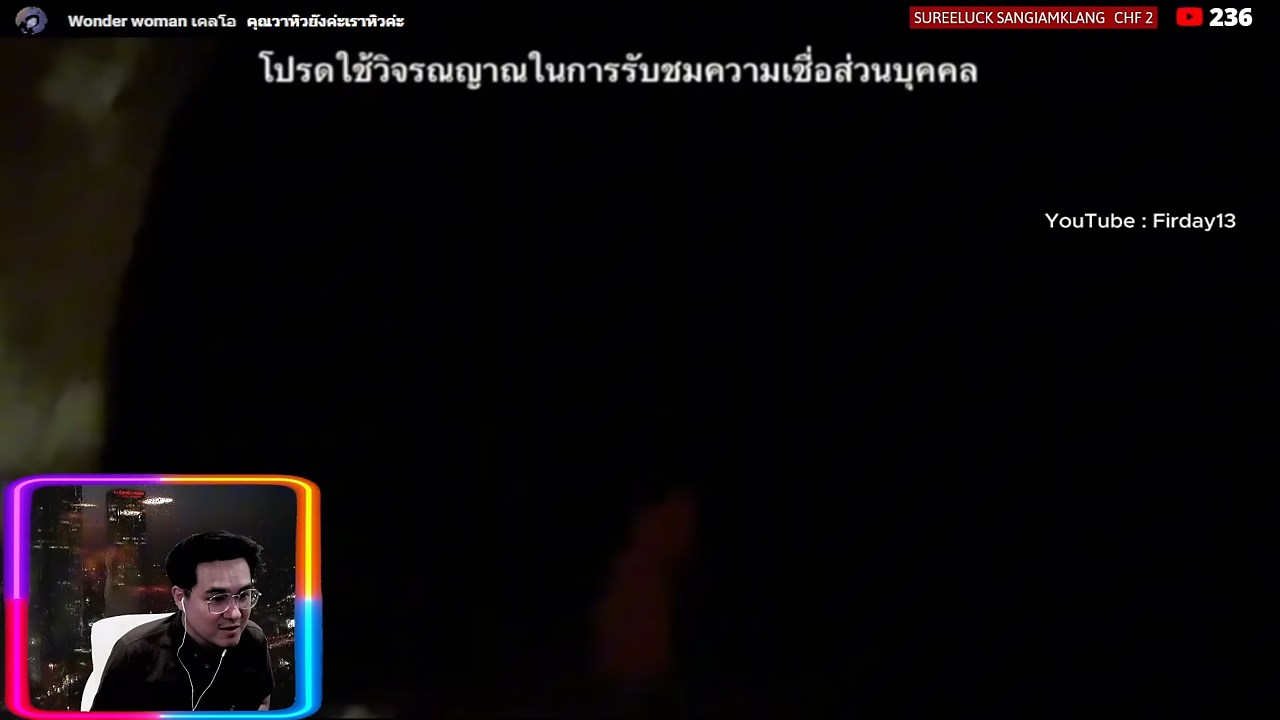 Wonder woman เคลโอ คุณวาหิวยังค่ะเราหิวค่ะ
SUREELUCK SANGIAMKLANG CHF 2
236
โปรดใช้วิจรณญาณในการรับชมความเชื่อส่วนบุคคล
YouTube : Firday13